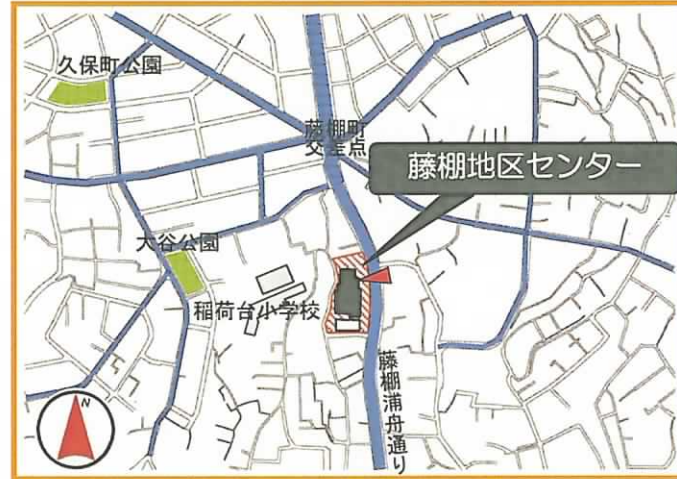 久保町公園
藤棚町
交差点
藤棚地区センター
大谷公園
稲荷台小学校
藤棚浦舟通り
N